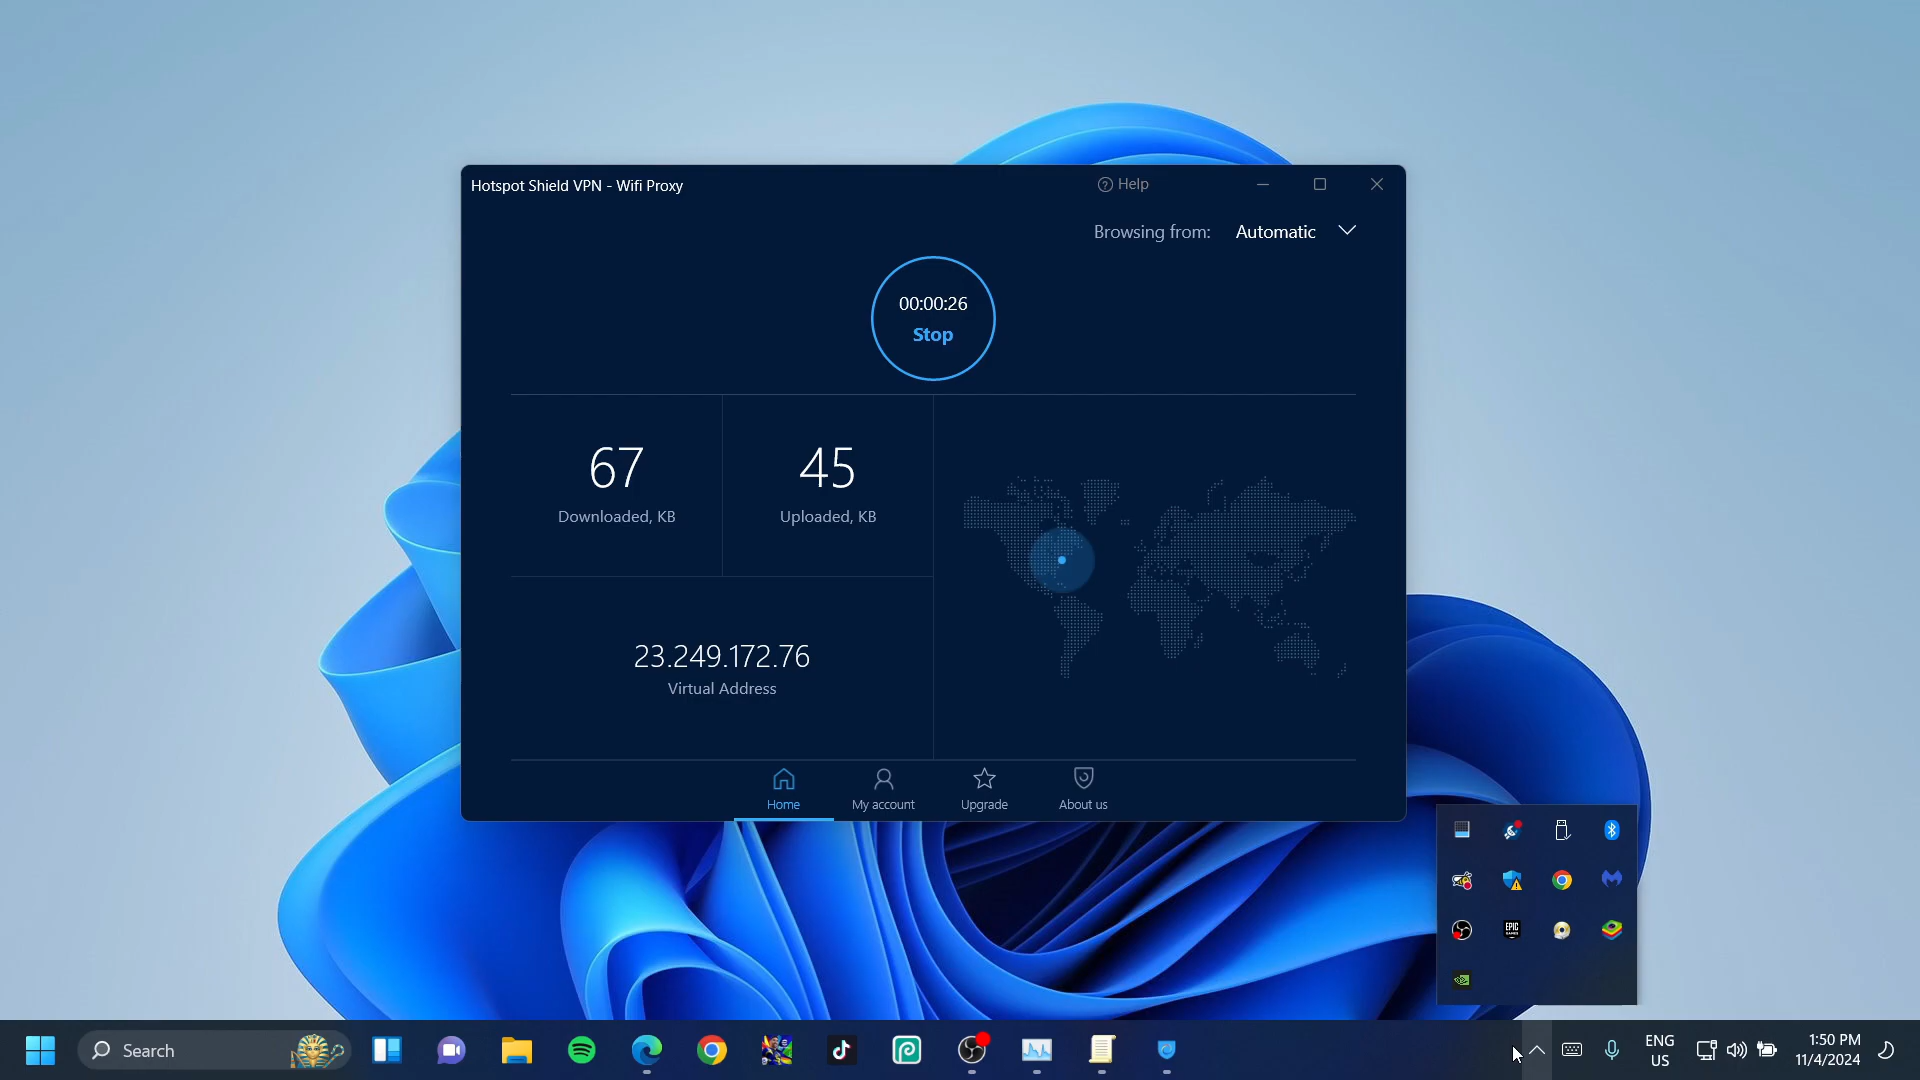 Hotspot Shield VPN - Wifi Proxy
Help
Browsing from: Automatic
00:00:26
Stop
67
Downloaded, KB
45
Uploaded, KB
23.249.172.76
Virtual Address
Home
My account
Upgrade
About us
EPIC
GAMES
Search
ENG
US
1:50 PM
11/4/2024